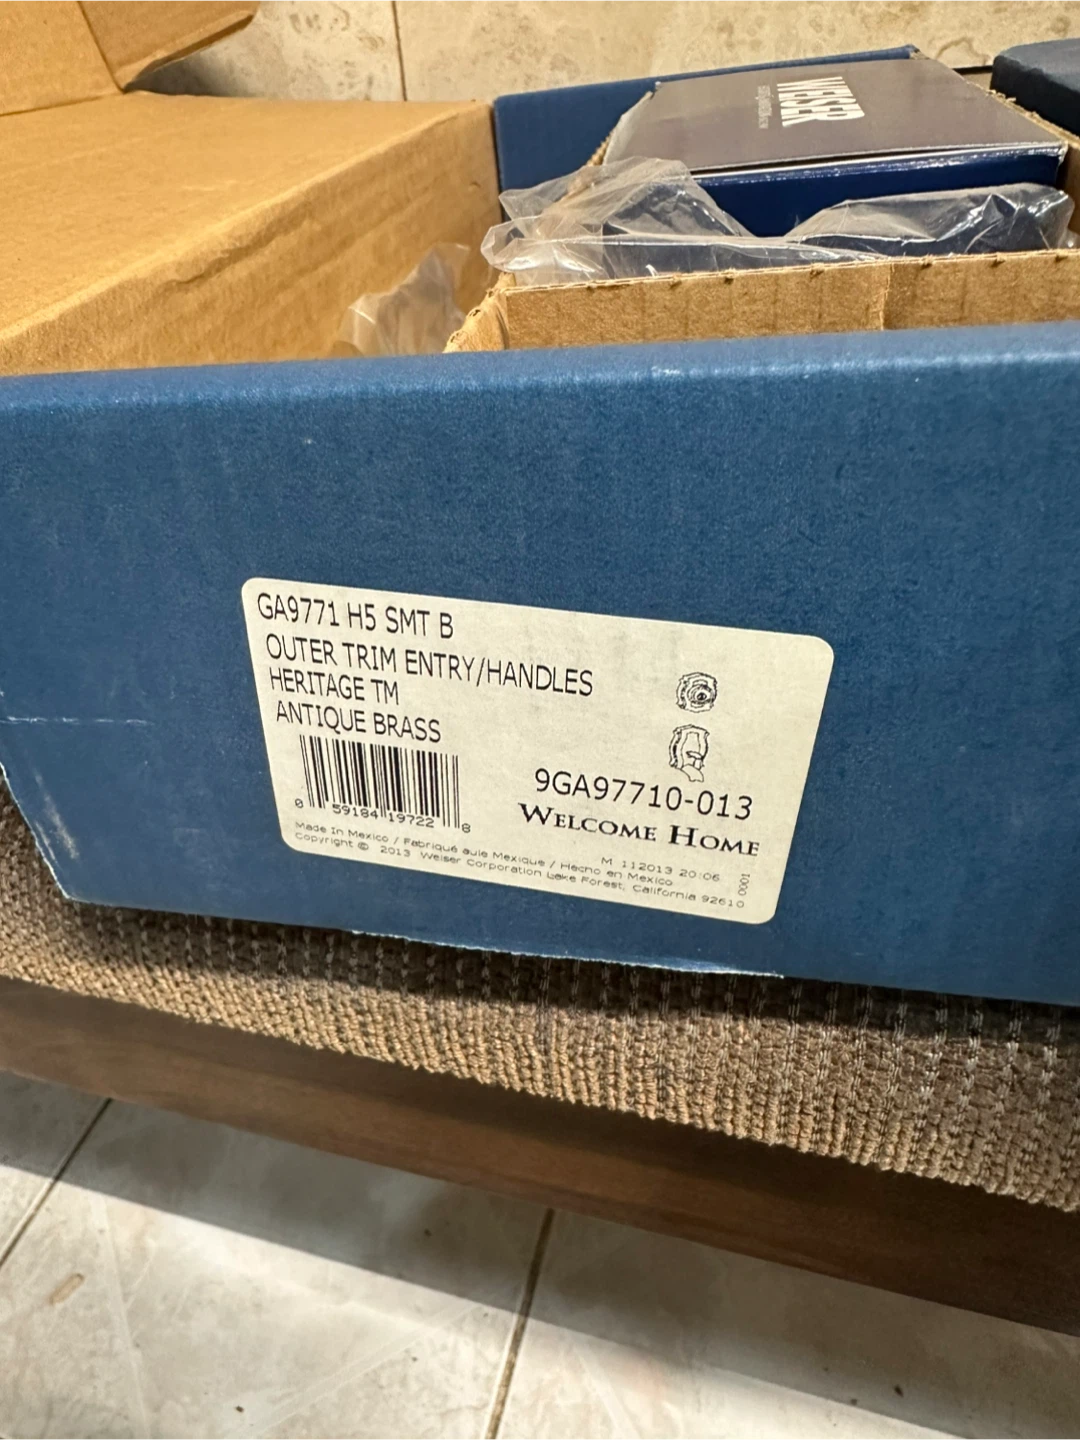 WEISER
GA9771 H5 SMT B
OUTER TRIM ENTRY/HANDLES
HERITAGE TM
ANTIQUE BRASS
9GA97710-013
WELCOME HOME
0 59184 19722 8
Made In Mexico / Fabriqué auie Mexique / Hecho en Mexico
M 112013 20:06
Copyright © 2013 Weiser Corporation Lake Forest, California 92610
0001